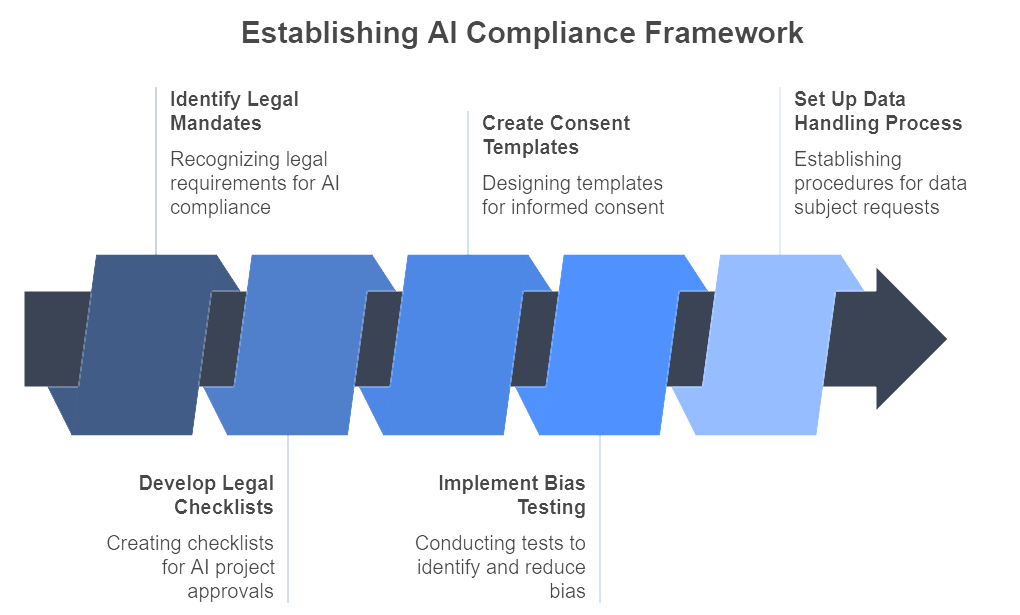 Establishing AI Compliance Framework
Identify Legal
Mandates
Recognizing legal
requirements for AI
compliance
Create Consent
Templates
Designing templates
for informed consent
Set Up Data
Handling Process
Establishing
procedures for data
subject requests
Develop Legal
Checklists
Creating checklists
for AI project
approvals
Implement Bias
Testing
Conducting tests to
identify and reduce
bias